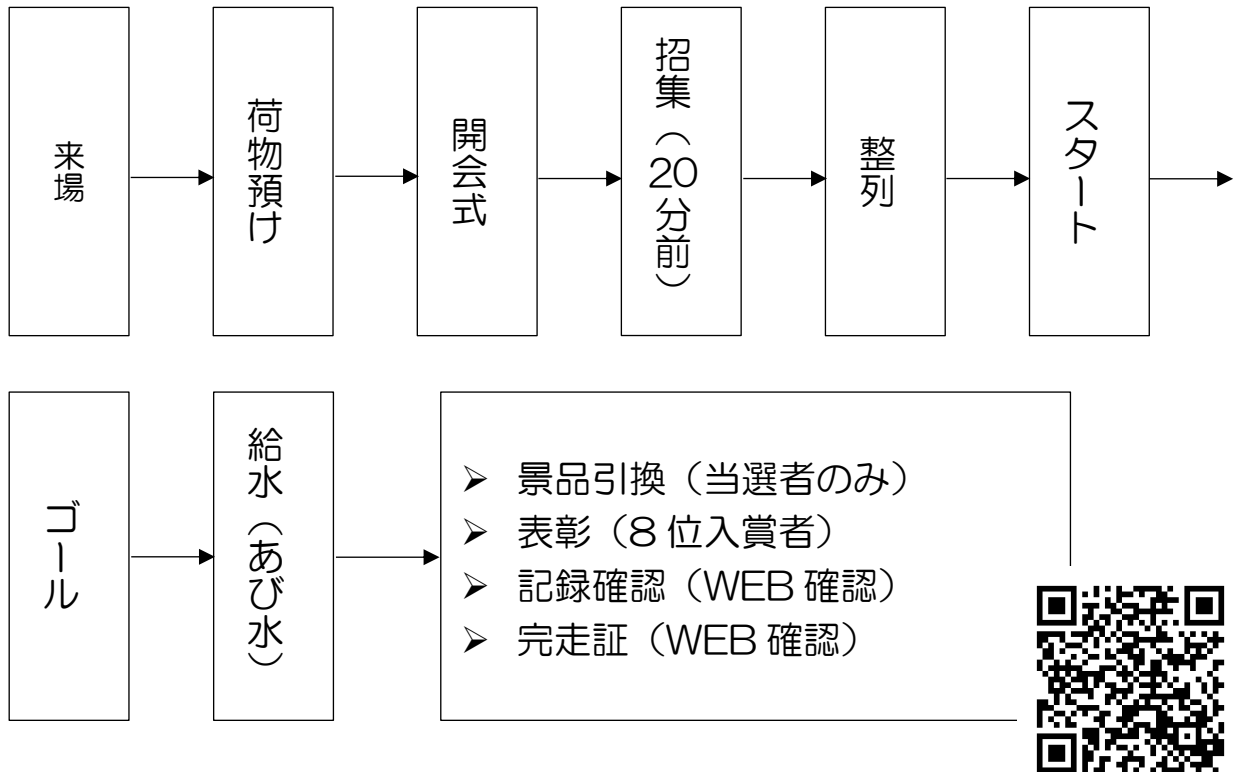 来場
荷物預け
開会式
招集（20分前）
整列
スタート
ゴール
給水（あび水）
➢ 景品引換（当選者のみ）
➢ 表彰（8位入賞者）
➢ 記録確認（WEB確認）
➢ 完走証（WEB確認）